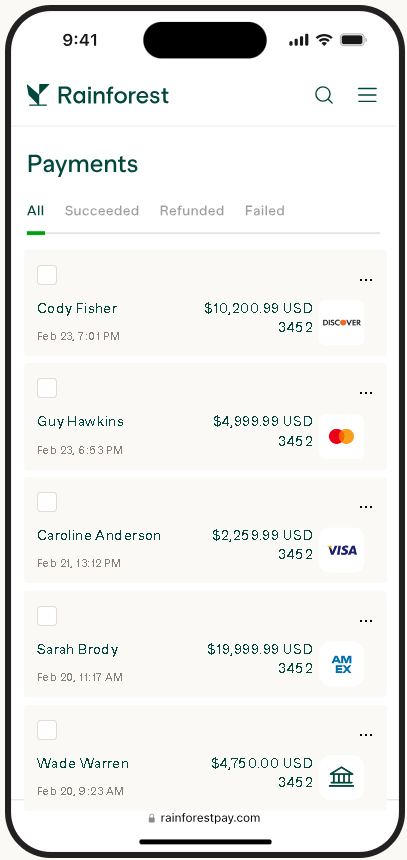 9:41
Rainforest
Payments
All Succeeded Refunded Failed
...
Cody Fisher $10,200.99 USD
3452 DISCOVER
Feb 23, 7:01 PM
...
Guy Hawkins $4,999.99 USD
3452
Feb 23, 6:53 PM
...
Caroline Anderson $2,259.99 USD
3452 VISA
Feb 21, 13:12 PM
...
Sarah Brody $19,999.99 USD
3452 AM
EX
Feb 20, 11:17 AM
...
Wade Warren $4,750.00 USD
3452
Feb 20, 9:23 AM
rainforestpay.com